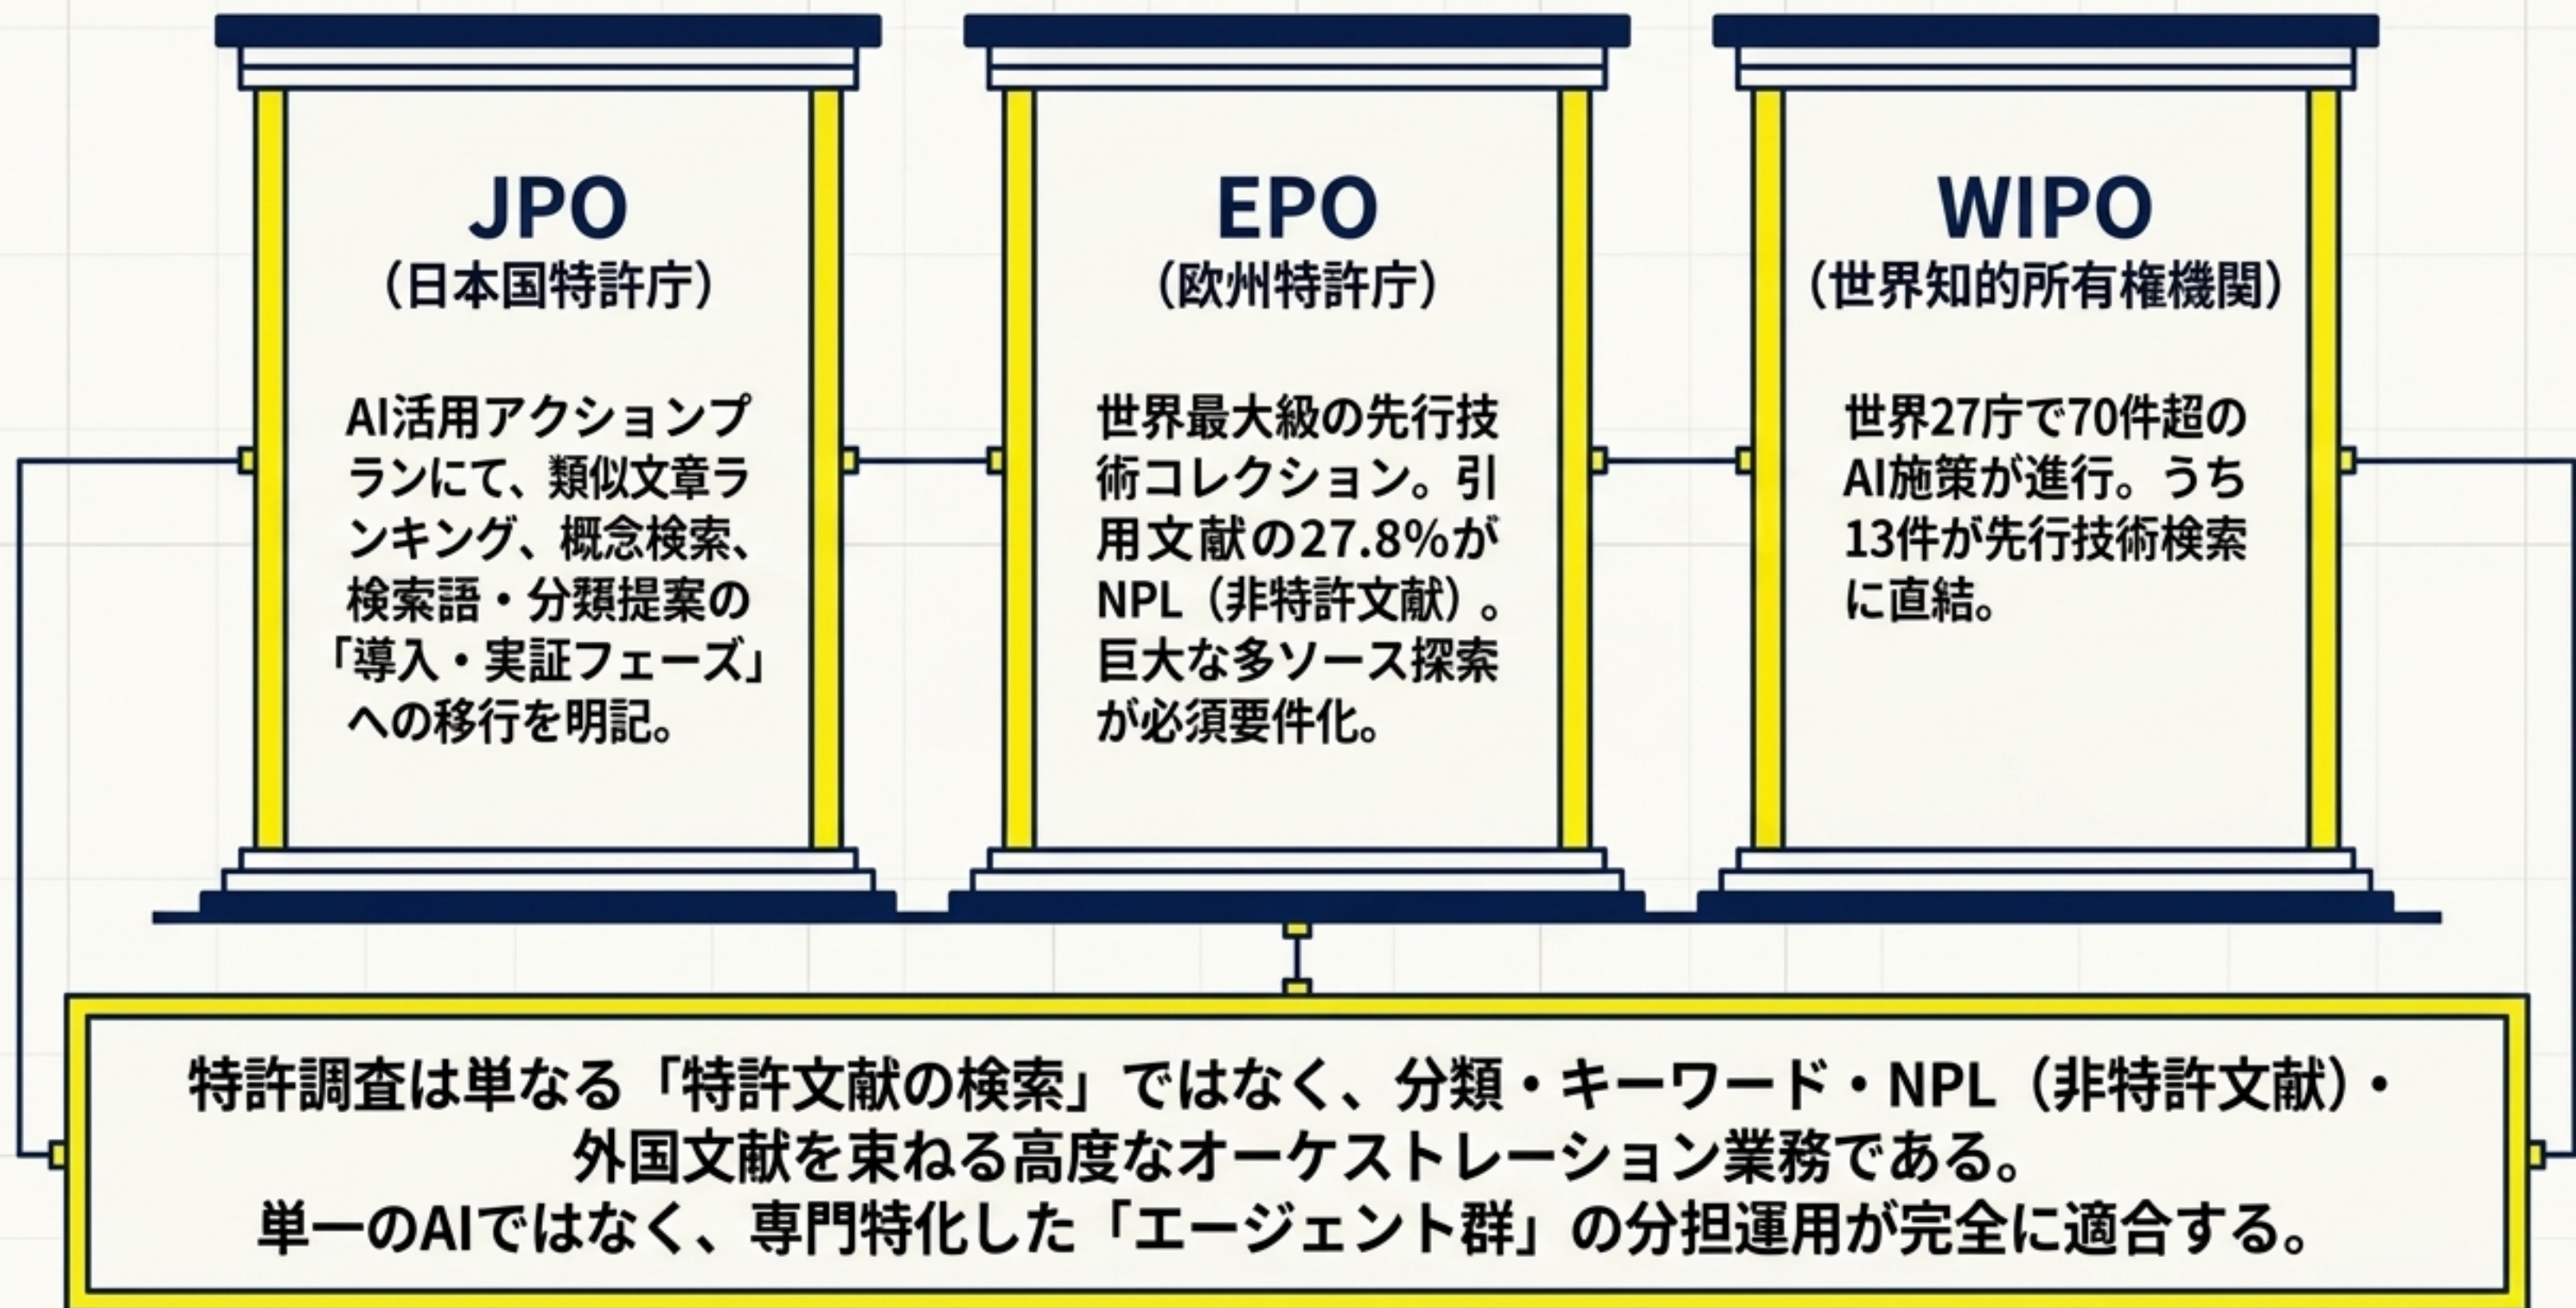 JPO
（日本国特許庁）
AI活用アクションプ
ランにて、類似文章ラ
ンキング、概念検索、
検索語・分類提案の
「導入・実証フェーズ」
への移行を明記。
EPO
（欧州特許庁）
世界最大級の先行技
術コレクション。引
用文献の27.8%が
NPL（非特許文献）。
巨大な多ソース探索
が必須要件化。
WIPO
（世界知的所有権機関）
世界27庁で70件超の
AI施策が進行。うち
13件が先行技術検索
に直結。
特許調査は単なる「特許文献の検索」ではなく、分類・キーワード・NPL（非特許文献）・
外国文献を束ねる高度なオーケストレーション業務である。
単一のAIではなく、専門特化した「エージェント群」の分担運用が完全に適合する。